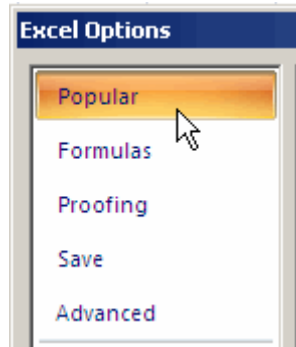 Excel Options
Popular
Formulas
Proofing
Save
Advanced